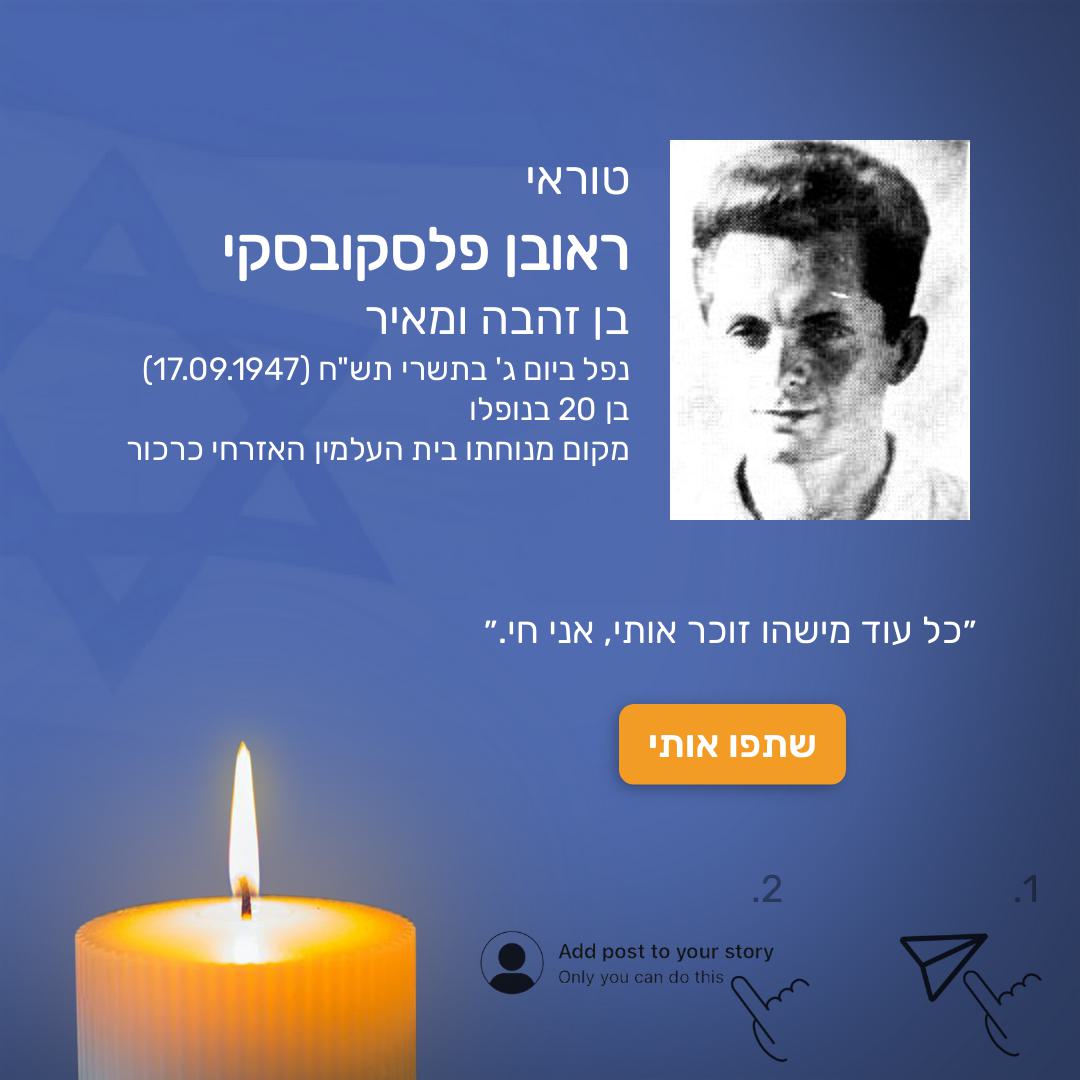 טוראי
ראובן פלסקובסקי
בן זהבה ומאיר
נפל ביום ג' בתשרי תש"ח (17.09.1947)
בן 20 בנופלו
מקום מנוחתו בית העלמין האזרחי כרכור
״כל עוד מישהו זוכר אותי, אני חי.״
שתפו אותי
1.
2.
Add post to your story
Only you can do this